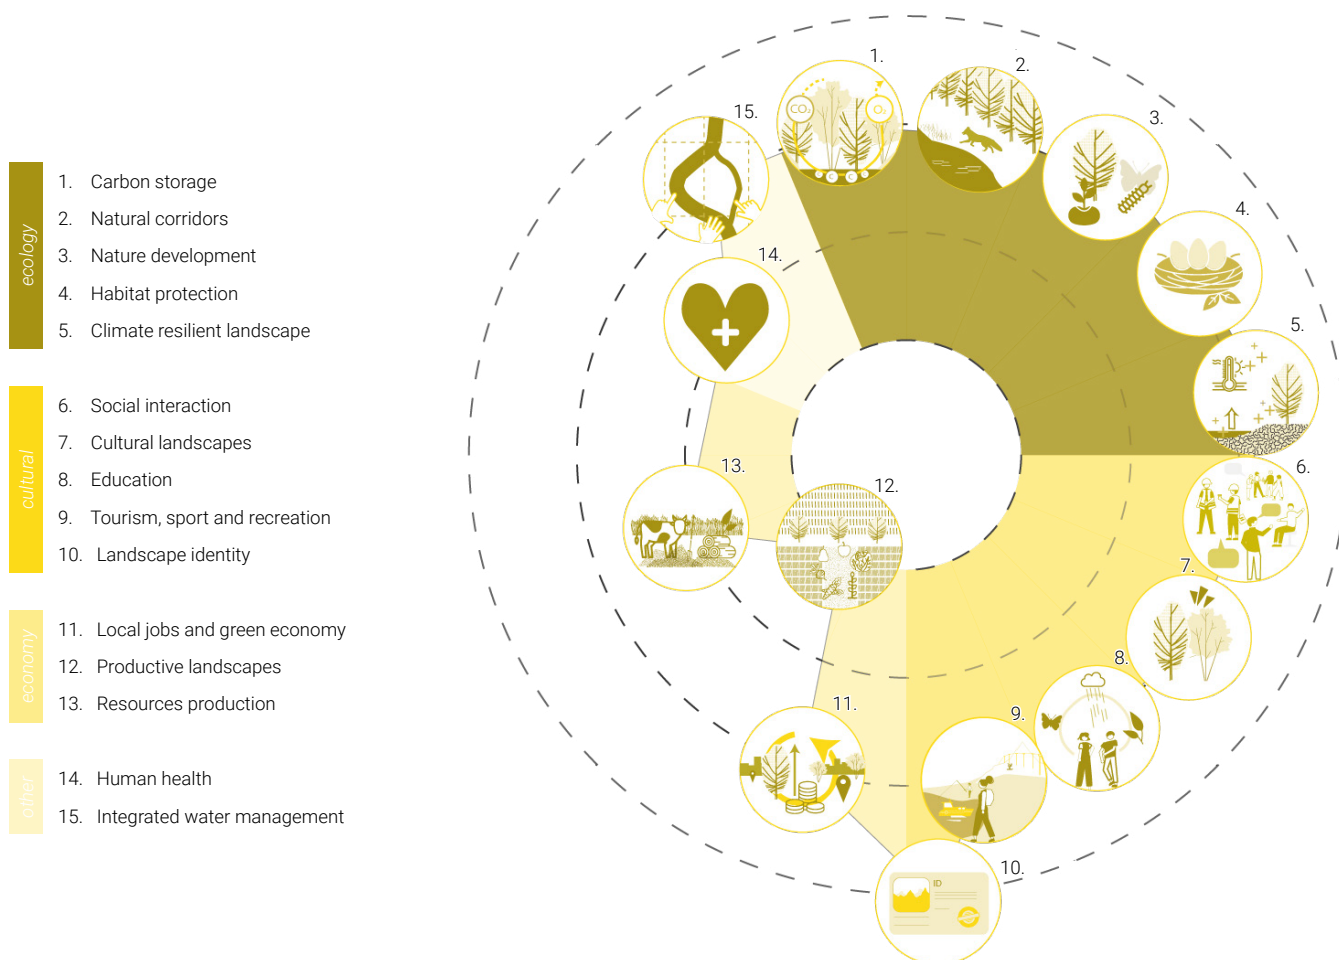 ecology
1. Carbon storage
2. Natural corridors
3. Nature development
4. Habitat protection
5. Climate resilient landscape
cultural
6. Social interaction
7. Cultural landscapes
8. Education
9. Tourism, sport and recreation
10. Landscape identity
economy
11. Local jobs and green economy
12. Productive landscapes
13. Resources production
other
14. Human health
15. Integrated water management
1.
2.
3.
4.
5.
6.
7.
8.
9.
10.
11.
12.
13.
14.
15.
CO₂
O₂
C
C
C
C
ID